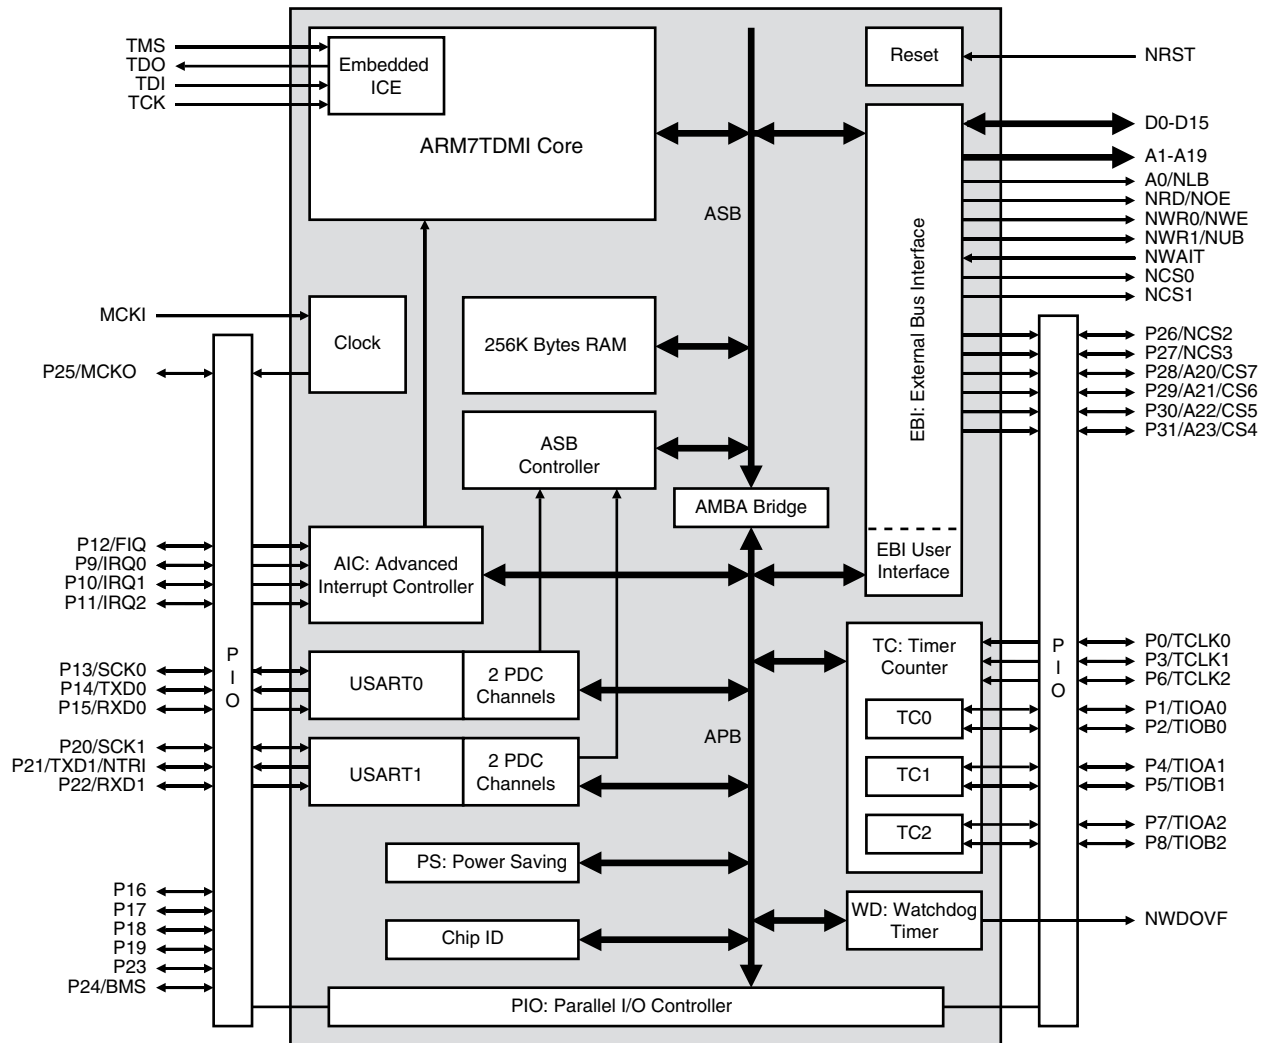 TMS
TDO
TDI
TCK
Embedded
ICE
ARM7TDMI Core
Reset
NRST
D0-D15
A1-A19
A0/NLB
NRD/NOE
NWR0/NWE
NWR1/NUB
NWAIT
NCS0
NCS1
ASB
EBI: External Bus Interface
MCKI
Clock
256K Bytes RAM
P25/MCKO
P26/NCS2
P27/NCS3
P28/A20/CS7
P29/A21/CS6
P30/A22/CS5
P31/A23/CS4
ASB
Controller
AMBA Bridge
EBI User
Interface
P12/FIQ
P9/IRQ0
P10/IRQ1
P11/IRQ2
AIC: Advanced
Interrupt Controller
PIO
P13/SCK0
P14/TXD0
P15/RXD0
USART0
2 PDC
Channels
P20/SCK1
P21/TXD1/NTRI
P22/RXD1
USART1
2 PDC
Channels
APB
TC: Timer
Counter
TC0
TC1
TC2
PIO
P0/TCLK0
P3/TCLK1
P6/TCLK2
P1/TIOA0
P2/TIOB0
P4/TIOA1
P5/TIOB1
P7/TIOA2
P8/TIOB2
PS: Power Saving
P16
P17
P18
P19
P23
P24/BMS
Chip ID
WD: Watchdog
Timer
NWDOVF
PIO: Parallel I/O Controller